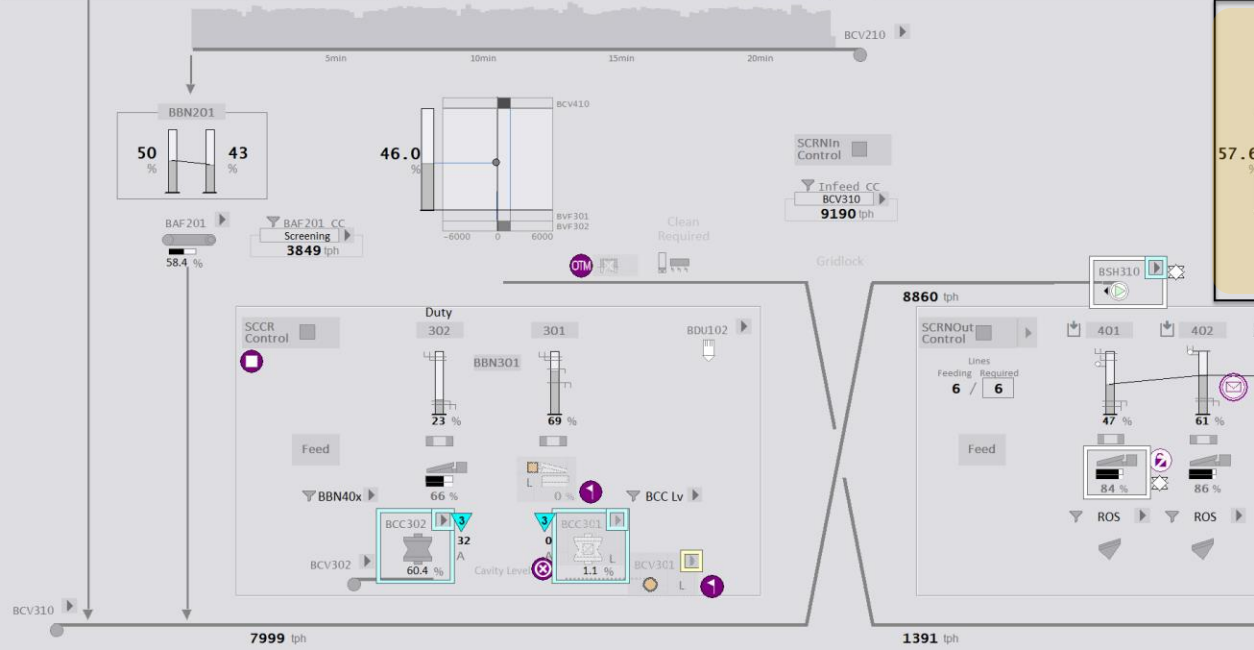 BCV210
5min 10min 15min 20min
BBN201
50 % 43 %
46.0 %
BCV410
BVF301
BVF302
-6000 0 6000
SCRNIn
Control
Infeed CC
BCV310
9190 tph
57.6
%
BAF201
58.4 %
BAF201 CC
Screening
3849 tph
Clean
Required
OTM
Gridlock
BSH310
8860 tph
SCCR
Control
Duty
302 301
BDU102
BBN301
23 % 69 %
Feed
L
66 % 0 %
BBN40x
BCC Lv
BCC302
3
32
A
60.4 %
BCV302
Cavity Level
3
0
A
BCC301
L
1.1 %
BCV301
L
SCRNOut
Control
Lines
Feeding Required
6 / 6
401 402
47 % 61 %
Feed
84 % 86 %
ROS ROS
BCV310
7999 tph
1391 tph